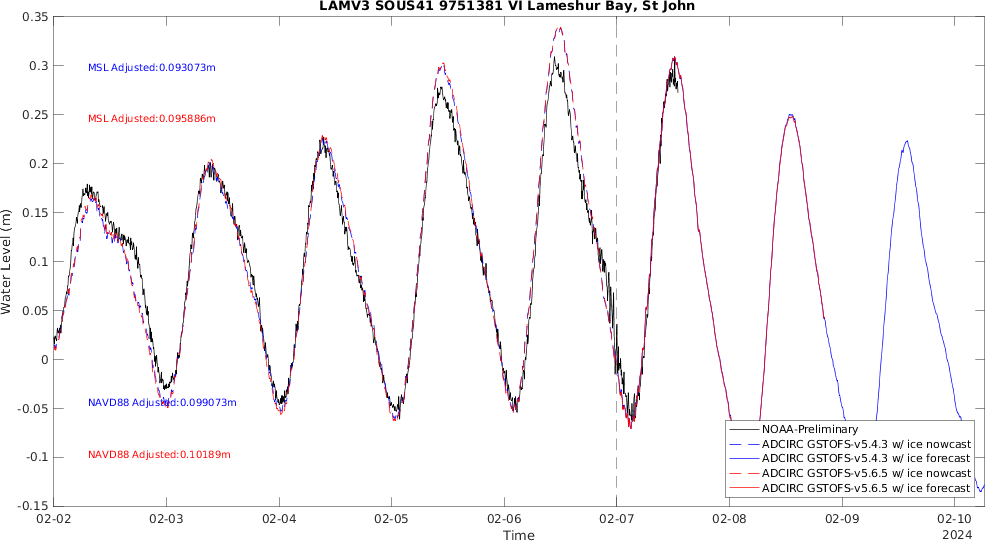 LAMV3 SOUS41 9751381 VI Lameshur Bay, St John
0.35
0.3
0.25
0.2
0.15
0.1
0.05
0
-0.05
-0.1
-0.15
Water Level (m)
MSL Adjusted:0.093073m
MSL Adjusted:0.095886m
NAVD88 Adjusted:0.099073m
NAVD88 Adjusted:0.10189m
NOAA-Preliminary
ADCIRC GSTOFS-v5.4.3 w/ ice nowcast
ADCIRC GSTOFS-v5.4.3 w/ ice forecast
ADCIRC GSTOFS-v5.6.5 w/ ice nowcast
ADCIRC GSTOFS-v5.6.5 w/ ice forecast
02-02 02-03 02-04 02-05 02-06 02-07 02-08 02-09 02-10
2024
Time